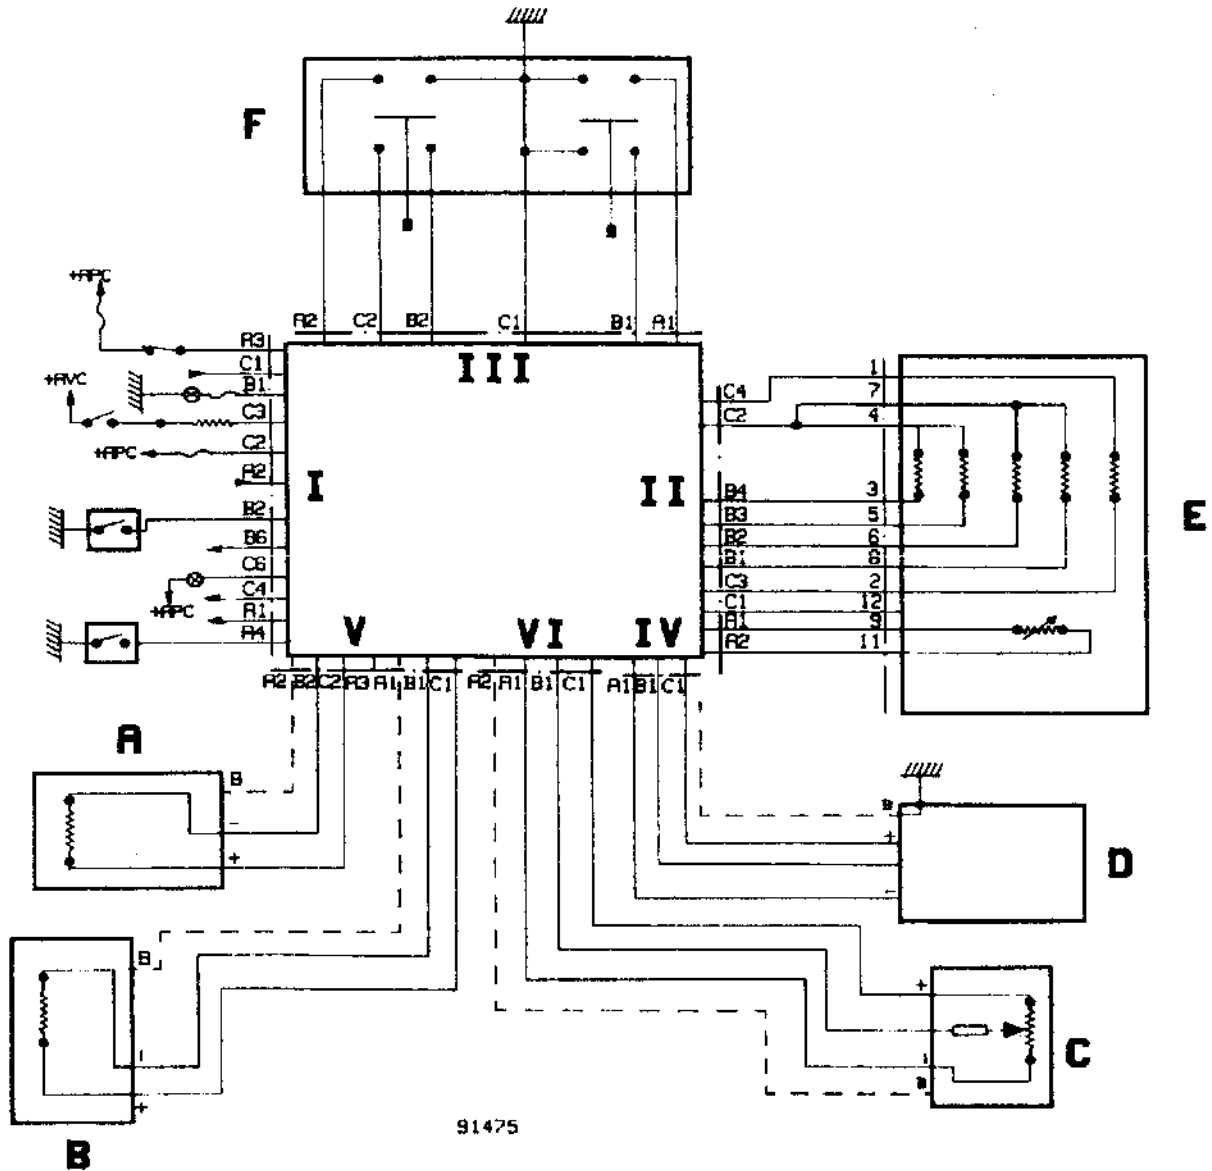 F
+APC
A2 C2 B2 C1 B1 A1
III
A3
C1
B1
+AVC
C3
C2
+APC
A2
I
B2
B6
C6
C4
+APC
A1
A4
II
C4 1
7
C2 4
B4 3
B3 5
B2 6
B1 8
C3 2
C1 12
A1 9
A2 11
E
V VI IV
A2 B2 C2 A3 A1 B1 C1 A2 A1 B1 C1 A1 B1 C1
A
B
-
+
B
+
B
D
+
-
C
+
91475